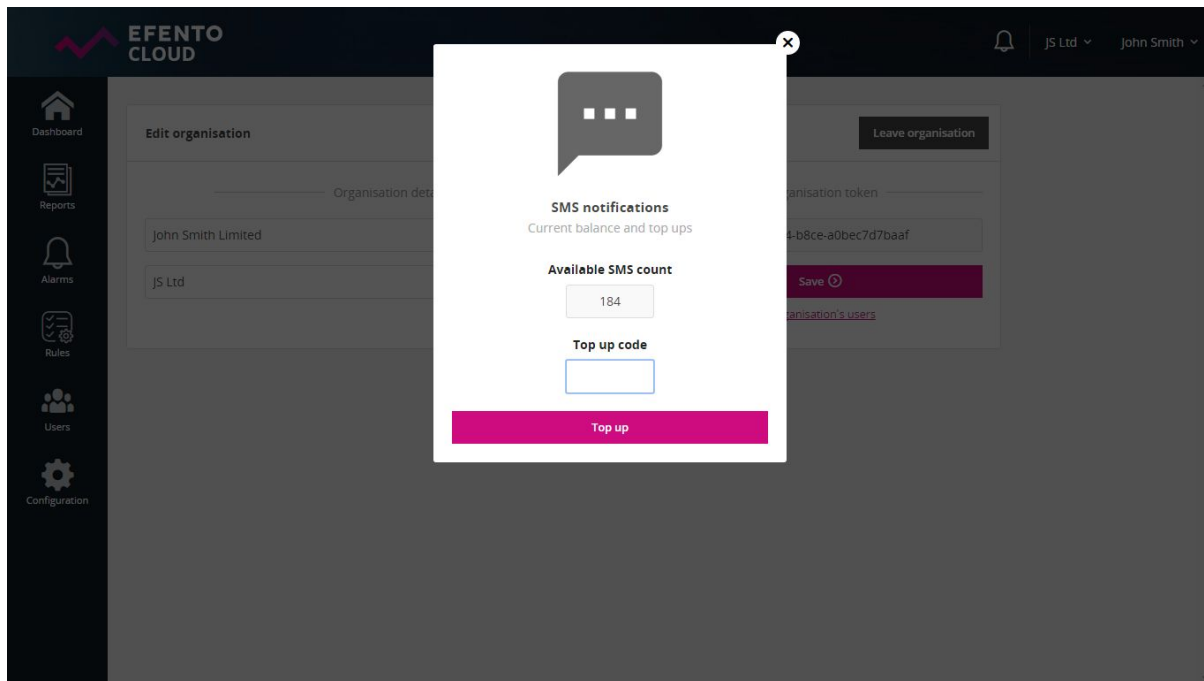 EFENTO
CLOUD
JS Ltd
John Smith
Dashboard
Reports
Alarms
Rules
Users
Configuration
Edit organisation
Leave organisation
Organisation deta
anisation token
John Smith Limited
4-b8ce-a0bec7d7baaf
JS Ltd
Save
ganisation's users
SMS notifications
Current balance and top ups
Available SMS count
184
Top up code
Top up